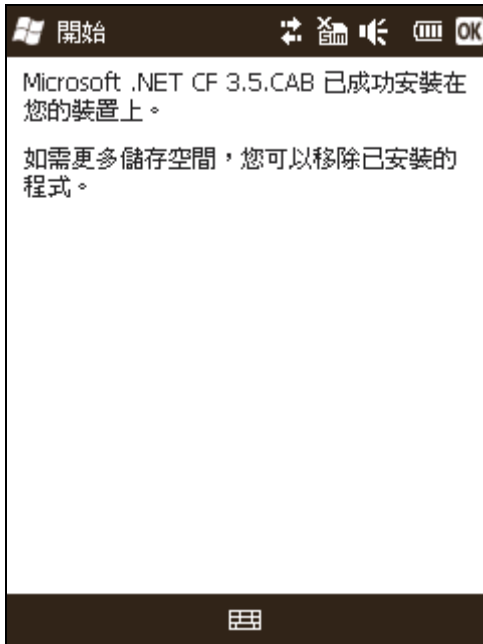 開始
Sim
OK
Microsoft .NET CF 3.5.CAB 已成功安裝在
您的裝置上。
如需更多儲存空間，您可以移除已安裝的
程式。